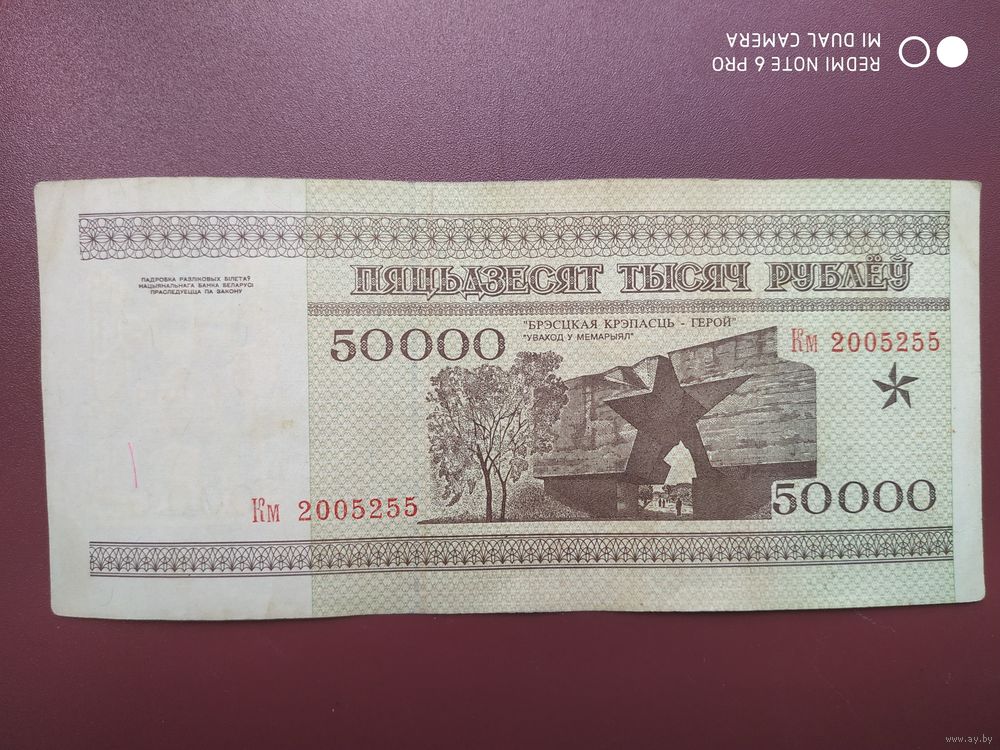 REDMI NOTE 6 PRO
MI DUAL CAMERA
ПАДРОБКА РАЗЛІКОВЫХ БІЛЕТАЎ
НАЦЫЯНАЛЬНАГА БАНКА БЕЛАРУСІ
ПРАСЛЕДУЕЦЦА ПА ЗАКОНУ
ПЯЦЬДЗЕСЯТ ТЫСЯЧ РУБЛЁЎ
50000
"БРЭСЦКАЯ КРЭПАСЦЬ - ГЕРОЙ"
"УВАХОД У МЕМАРЫЯЛ"
Км 2005255
50000
Км 2005255
www.ay.by